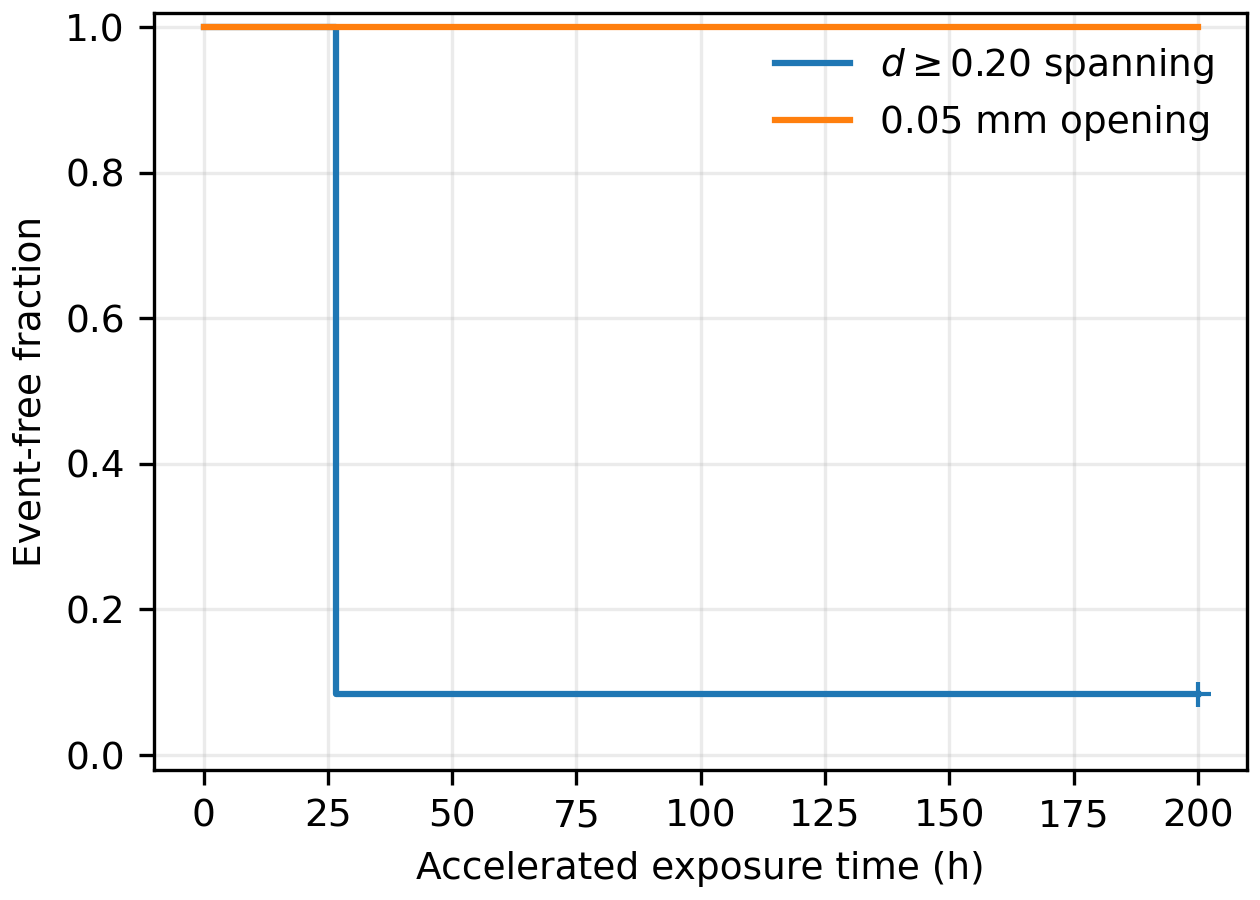 1.0
0.8
0.6
0.4
0.2
0.0
Event-free fraction
d ≥ 0.20 spanning
0.05 mm opening
0 25 50 75 100 125 150 175 200
Accelerated exposure time (h)